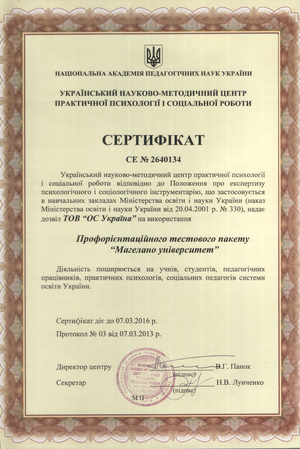 НАЦІОНАЛЬНА АКАДЕМІЯ ПЕДАГОГІЧНИХ НАУК УКРАЇНИ
УКРАЇНСЬКИЙ НАУКОВО-МЕТОДИЧНИЙ ЦЕНТР
ПРАКТИЧНОЇ ПСИХОЛОГІЇ І СОЦІАЛЬНОЇ РОБОТИ
СЕРТИФІКАТ
СЕ № 2640134
Український науково-методичний центр практичної психології
і соціальної роботи відповідно до Положення про експертизу
психологічного і соціологічного інструментарію, що застосовується
в навчальних закладах Міністерства освіти і науки України (наказ
Міністерства освіти і науки України від 20.04.2001 р. № 330), надає
дозвіл ТОВ “ОС Україна” на використання
Профорієнтаційного тестового пакету
“Магелано університет”
Діяльність поширюється на учнів, студентів, педагогічних
працівників, практичних психологів, соціальних педагогів системи
освіти України.
Сертифікат діє до 07.03.2016 р.
Протокол № 03 від 07.03.2013 р.
Директор центру В.Г. Панок
(підпис)
Секретар Н.В. Лунченко
(підпис)
М П